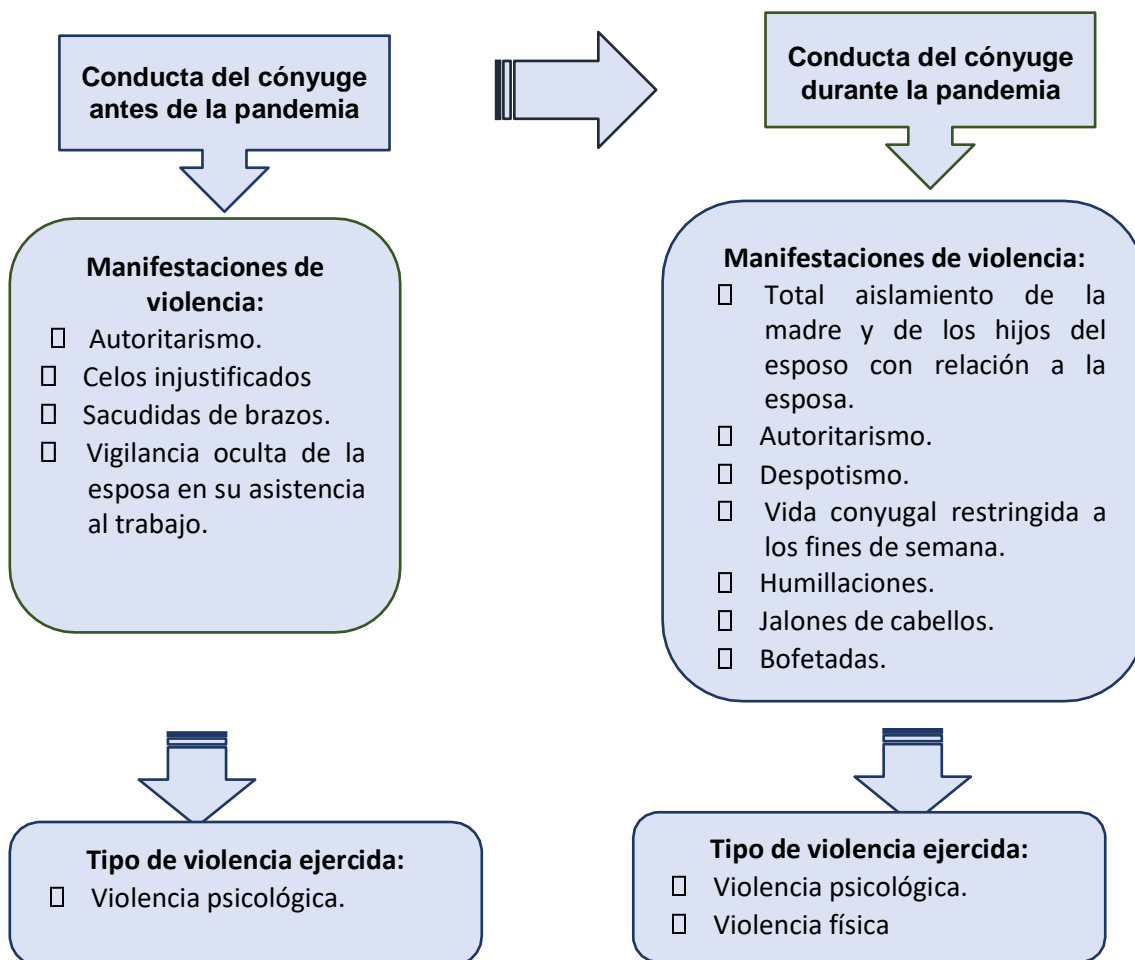 Conducta del cónyuge
antes de la pandemia
Manifestaciones de
violencia:
Autoritarismo.
Celos injustificados
Sacudidas de brazos.
Vigilancia oculta de la
esposa en su asistencia
al trabajo.
Tipo de violencia ejercida:
Violencia psicológica.
Conducta del cónyuge
durante la pandemia
Manifestaciones de violencia:
Total aislamiento de la
madre y de los hijos del
esposo con relación a la
esposa.
Autoritarismo.
Despotismo.
Vida conyugal restringida a
los fines de semana.
Humillaciones.
Jalones de cabellos.
Bofetadas.
Tipo de violencia ejercida:
Violencia psicológica.
Violencia física